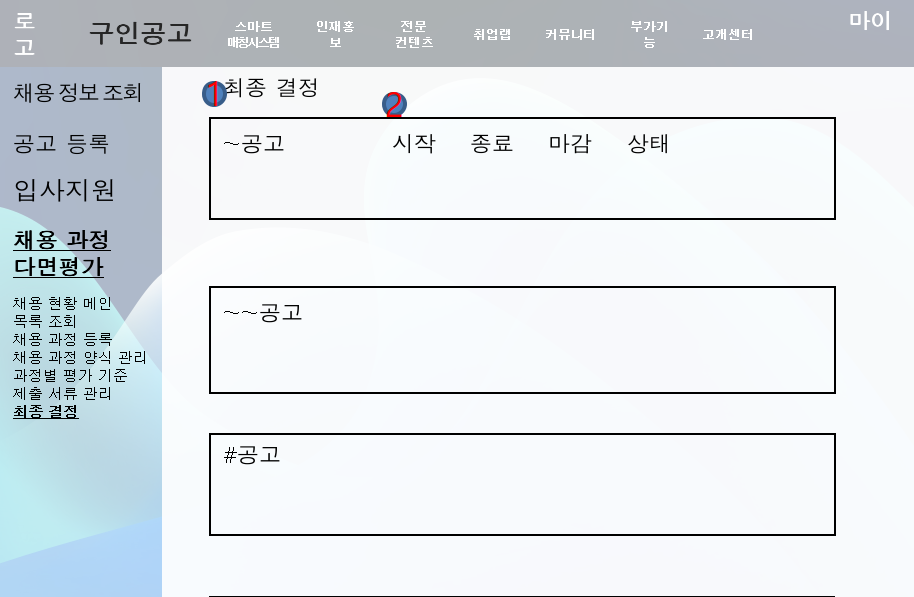 로
고
구인공고
스마트
매칭시스템
인재홍
보
전문
컨텐츠
취업랩
커뮤니티
부가기
능
고객센터
마이
채용 정보 조회
공고 등록
입사지원
채용 과정
다면평가
채용 현황 메인
목록 조회
채용 과정 등록
채용 과정 양식 관리
과정별 평가 기준
제출 서류 관리
최종 결정
1
최종 결정
2
~공고
시작
종료
마감
상태
~~공고
#공고